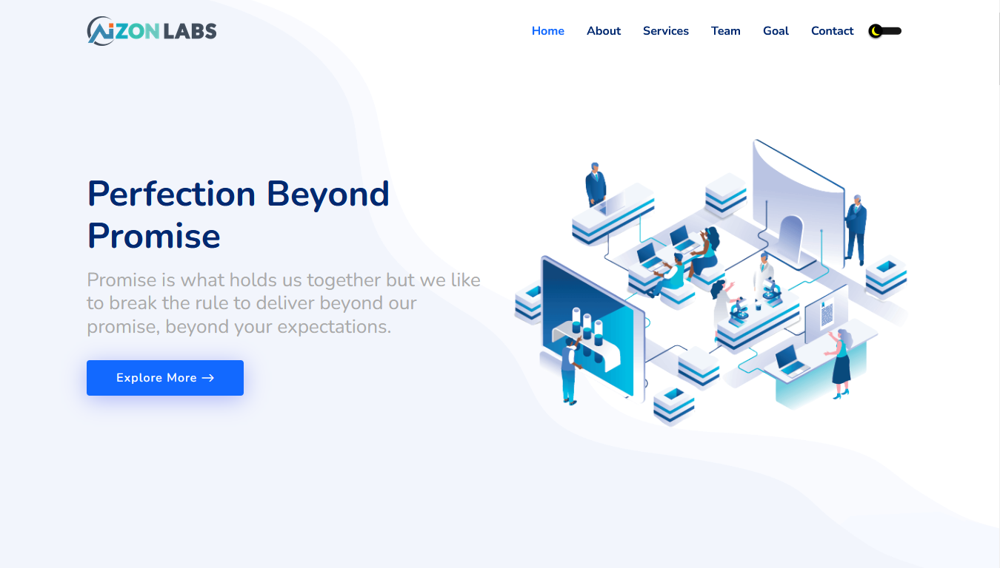 AiZON LABS
Home About Services Team Goal Contact
Perfection Beyond
Promise
Promise is what holds us together but we like
to break the rule to deliver beyond our
promise, beyond your expectations.
Explore More →